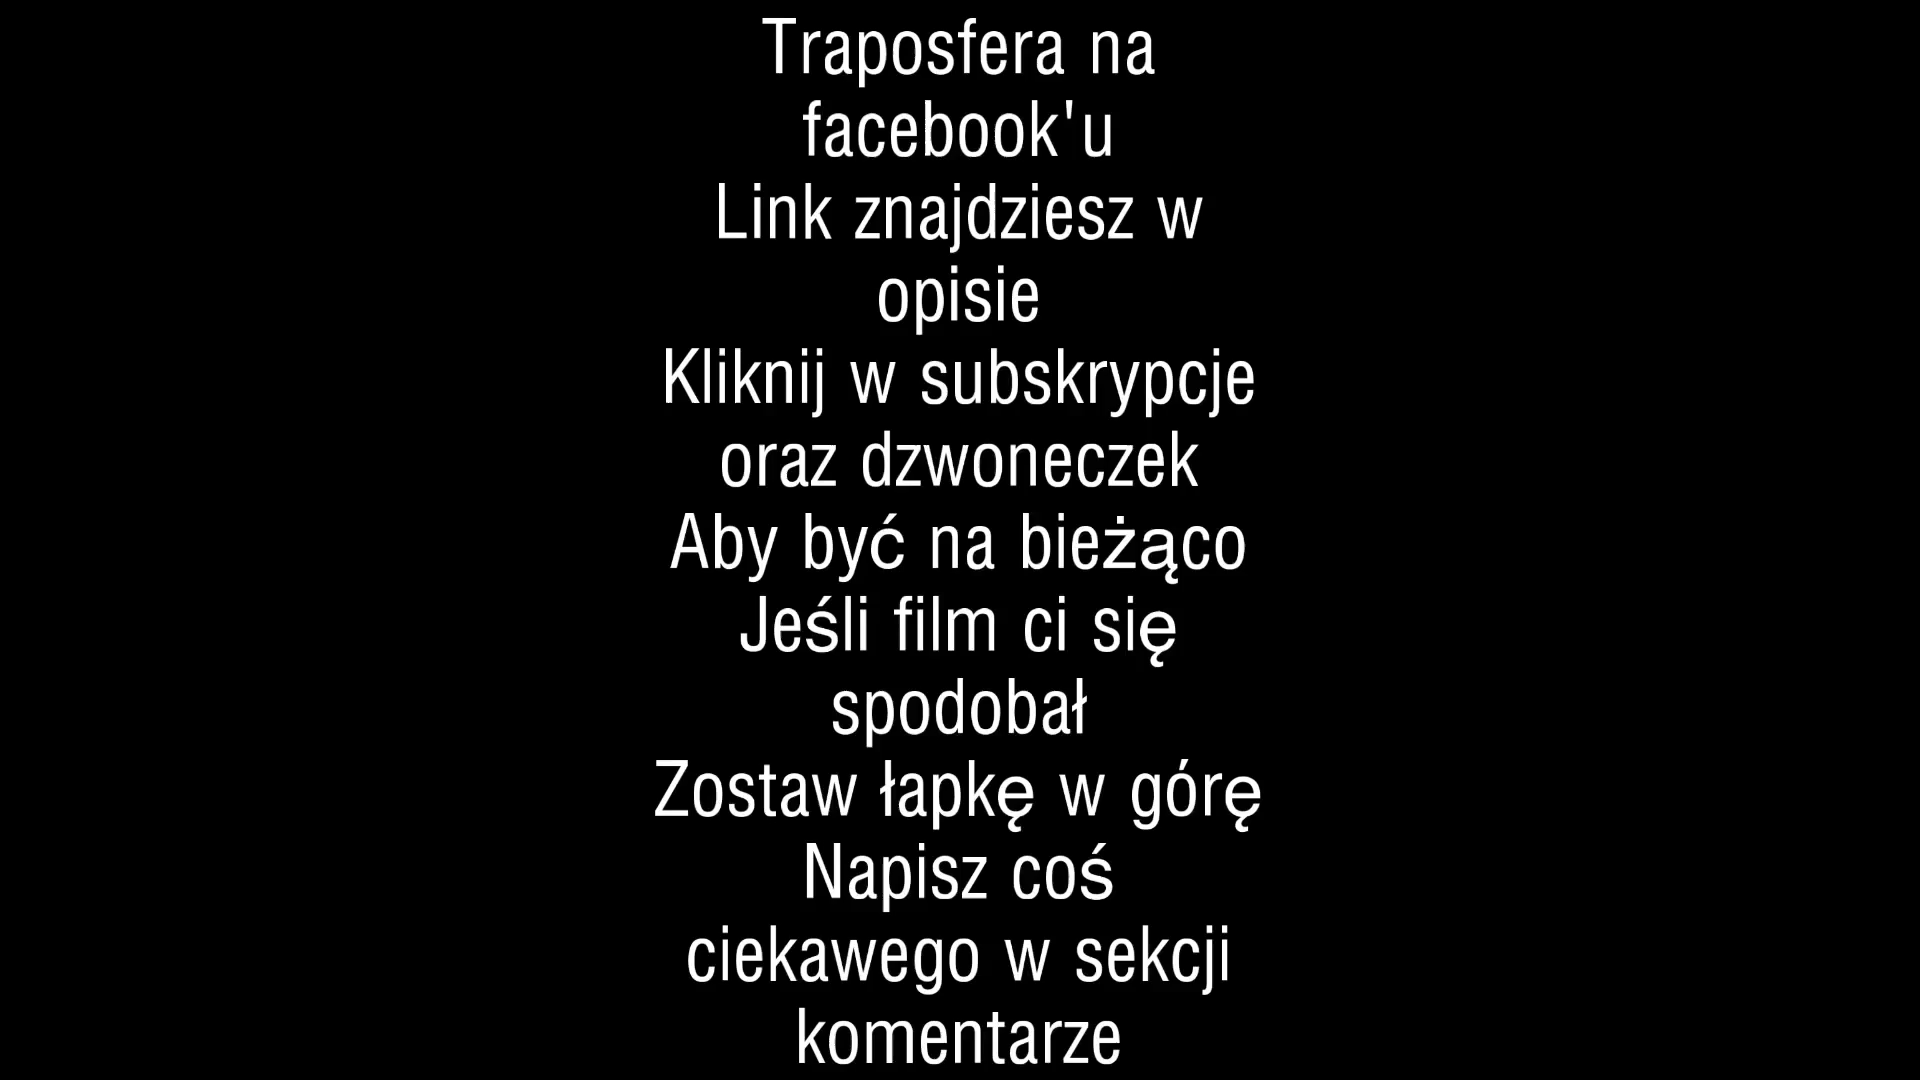 Traposfera na
facebook'u
Link znajdziesz w
opisie
Kliknij w subskrypcje
oraz dzwoneczek
Aby być na bieżąco
Jeśli film ci się
spodobał
Zostaw łapkę w górę
Napisz coś
ciekawego w sekcji
komentarze